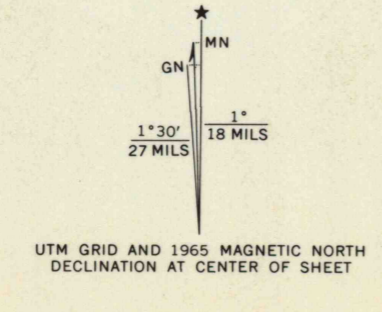 ★
MN
GN
1°30′
27 MILS
1°
18 MILS
UTM GRID AND 1965 MAGNETIC NORTH
DECLINATION AT CENTER OF SHEET